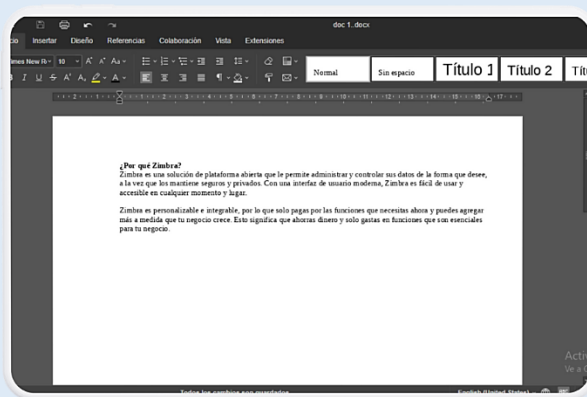 doc 1..docx
Insertar Diseño Referencias Colaboración Vista Extensiones
10
Normal Sin espacio Título 1 Título 2
¿Por qué Zimbra?
Zimbra es una solución de plataforma abierta que le permite administrar y controlar sus datos de la forma que desee,
a la vez que los mantiene seguros y privados. Con una interfaz de usuario moderna, Zimbra es fácil de usar y
accesible en cualquier momento y lugar.
Zimbra es personalizable e integrable, por lo que solo pagas por las funciones que necesitas ahora y puedes agregar
más a medida que tu negocio crece. Esto significa que ahorras dinero y solo gastas en funciones que son esenciales
para tu negocio.
Todos los cambios son guardados English (United States)